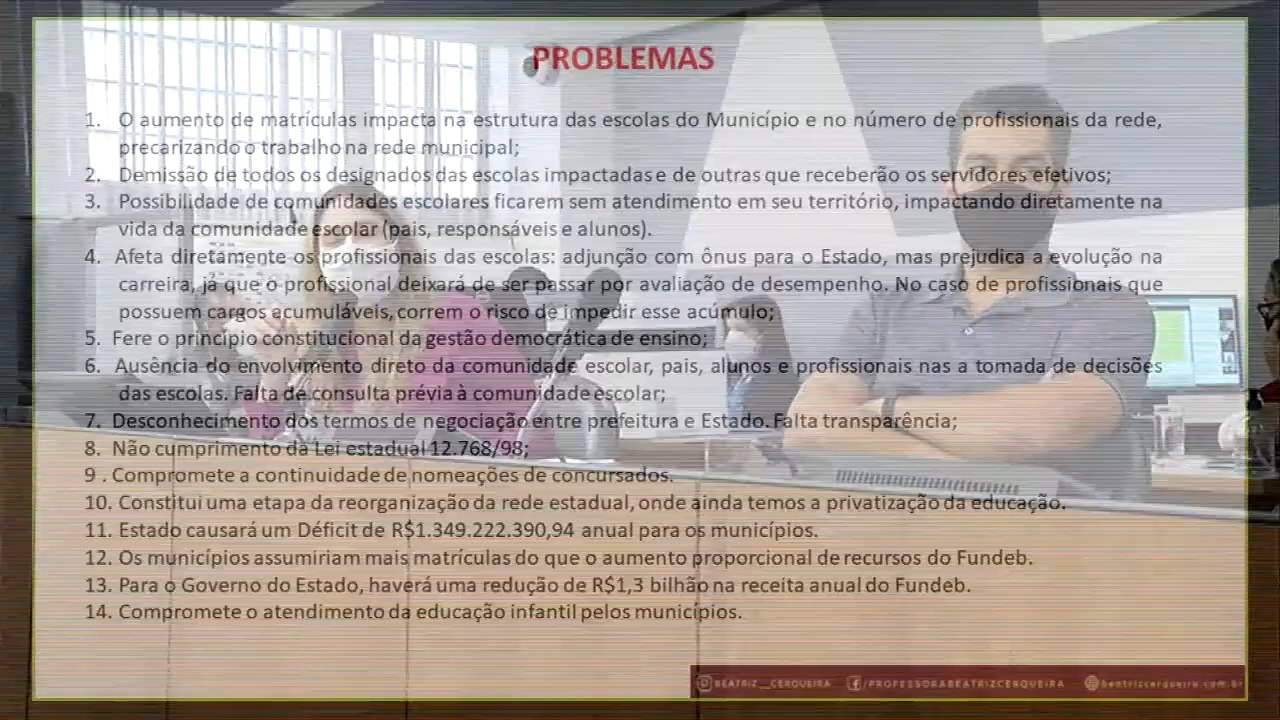 PROBLEMAS
1. O aumento de matrículas impacta na estrutura das escolas do Município e no número de profissionais da rede,
precarizando o trabalho na rede municipal;
2. Demissão de todos os designados das escolas impactadas e de outras que receberão os servidores efetivos;
3. Possibilidade de comunidades escolares ficarem sem atendimento em seu território, impactando diretamente na
vida da comunidade escolar (pais, responsáveis e alunos).
4. Afeta diretamente os profissionais das escolas: adjunção com ônus para o Estado, mas prejudica a evolução na
carreira, já que o profissional deixará de ser passar por avaliação de desempenho. No caso de profissionais que
possuem cargos acumuláveis, correm o risco de impedir esse acúmulo;
5. Fere o princípio constitucional da gestão democrática de ensino;
6. Ausência do envolvimento direto da comunidade escolar, pais, alunos e profissionais nas a tomada de decisões
das escolas. Falta de consulta prévia à comunidade escolar;
7. Desconhecimento dos termos de negociação entre prefeitura e Estado. Falta transparência;
8. Não cumprimento da Lei estadual 12.768/98;
9 . Compromete a continuidade de nomeações de concursados.
10. Constitui uma etapa da reorganização da rede estadual, onde ainda temos a privatização da educação.
11. Estado causará um Déficit de R$1.349.222.390,94 anual para os municípios.
12. Os municípios assumiriam mais matrículas do que o aumento proporcional de recursos do Fundeb.
13. Para o Governo do Estado, haverá uma redução de R$1,3 bilhão na receita anual do Fundeb.
14. Compromete o atendimento da educação infantil pelos municípios.
BEATRIZ__CERQUEIRA /PROFESSORABEATRIZCERQUEIRA beatrizcerqueira.com.br